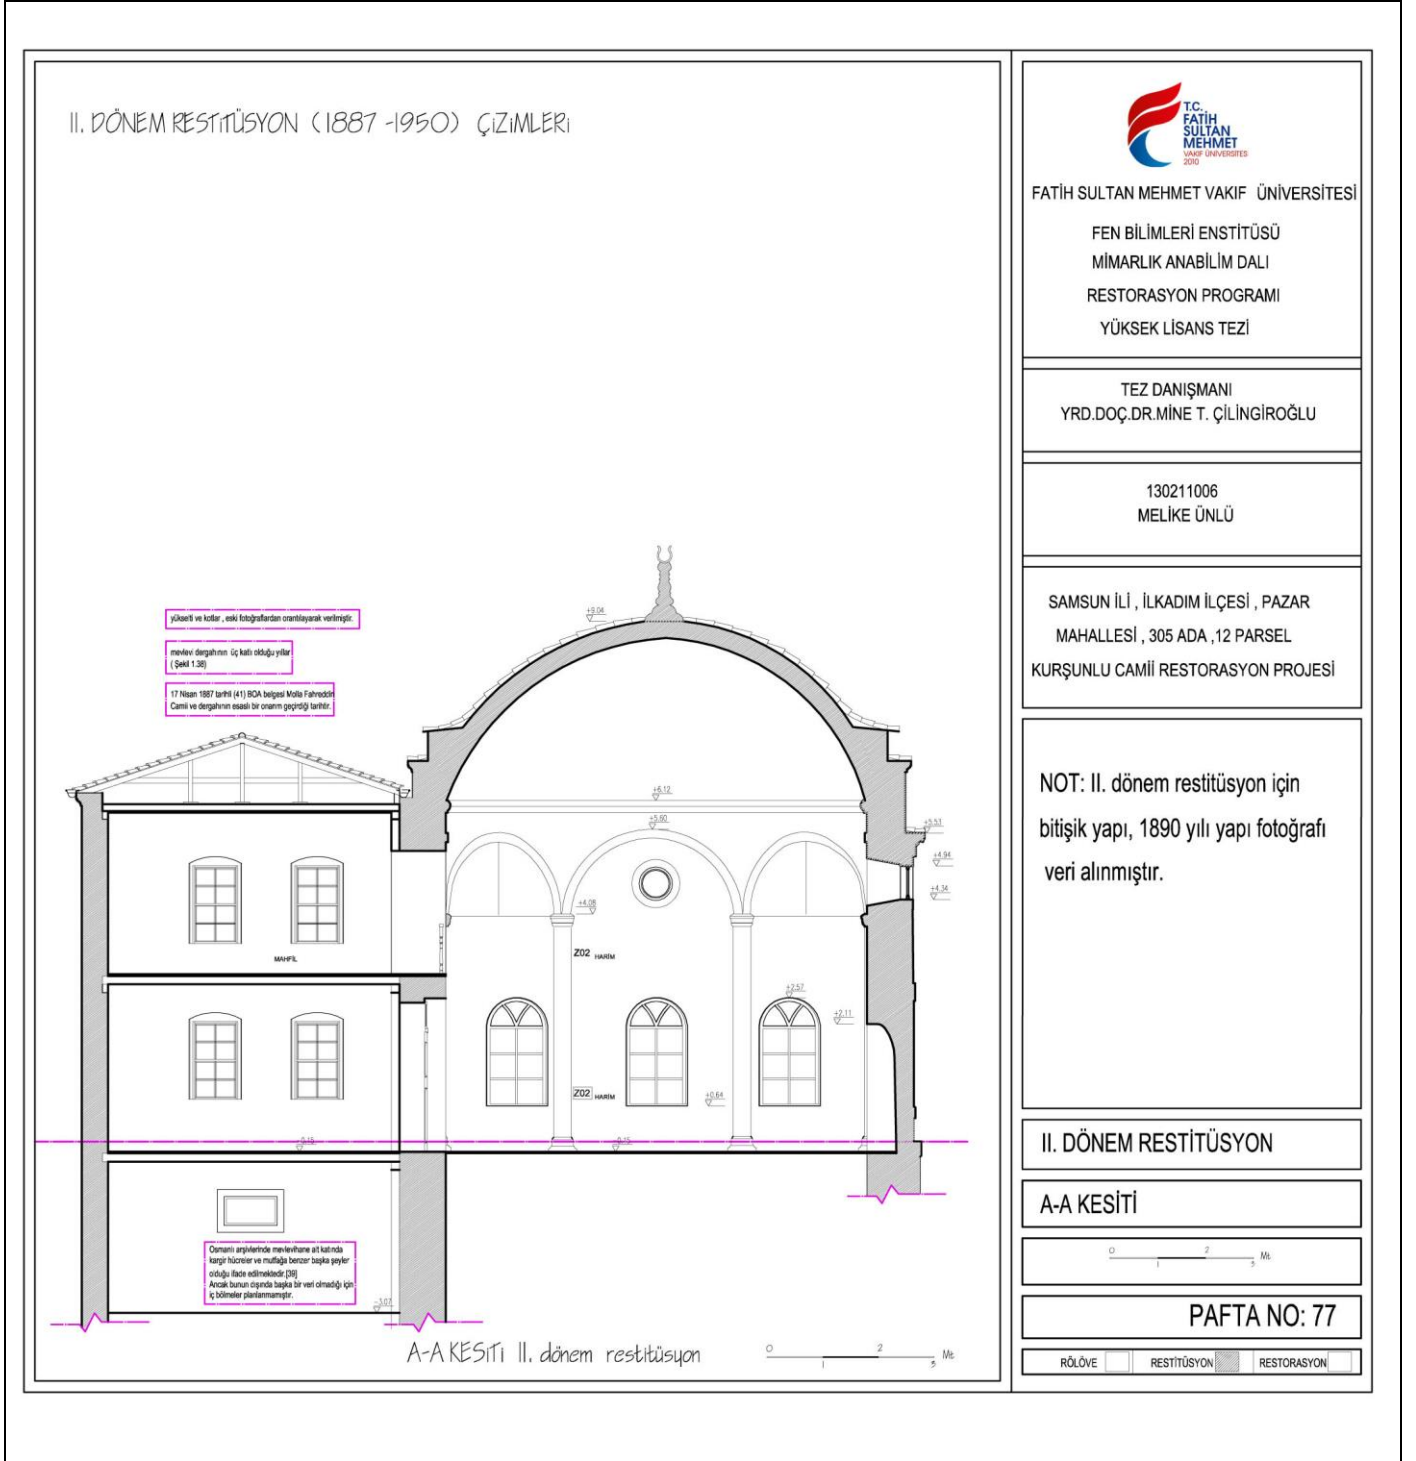 II. DÖNEM RESTİTÜSYON (1887 -1950) ÇİZİMLERİ
yükselti ve kotlar , eski fotoğraflardan orantılayarak verilmiştir.
mevlevi dergahının üç katlı olduğu yıllar
( Şekil 1.38)
17 Nisan 1887 tarihli (41) BOA belgesi Molla Fahreddin
Camii ve dergahının esaslı bir onarım geçirdiği tarihtir.
+9.04
+6.12
+5.60
+5.53
+4.94
+4.34
+4.08
Z02 HARİM
MAHFİL
+2.57
+2.11
Z02 HARİM
+0.64
-0.15
-0.15
Osmanlı arşivlerinde mevlevihane alt katında
kargir hücreler ve mutfağa benzer başka şeyler
olduğu ifade edilmektedir.[39]
Ancak bunun dışında başka bir veri olmadığı için
iç bölmeler planlanmamıştır.
-3.07
A-A KESİTİ II. dönem restitüsyon
0 1 2 3 Mt
T.C.
FATİH
SULTAN
MEHMET
VAKIF ÜNİVERSİTES
2010
FATİH SULTAN MEHMET VAKIF ÜNİVERSİTESİ
FEN BİLİMLERİ ENSTİTÜSÜ
MİMARLIK ANABİLİM DALI
RESTORASYON PROGRAMI
YÜKSEK LİSANS TEZİ
TEZ DANIŞMANI
YRD.DOÇ.DR.MİNE T. ÇİLİNGİROĞLU
130211006
MELİKE ÜNLÜ
SAMSUN İLİ , İLKADIM İLÇESİ , PAZAR
MAHALLESİ , 305 ADA ,12 PARSEL
KURŞUNLU CAMİİ RESTORASYON PROJESİ
NOT: II. dönem restitüsyon için
bitişik yapı, 1890 yılı yapı fotoğrafı
veri alınmıştır.
II. DÖNEM RESTİTÜSYON
A-A KESİTİ
0 1 2 3 Mt
PAFTA NO: 77
RÖLÖVE RESTİTÜSYON RESTORASYON